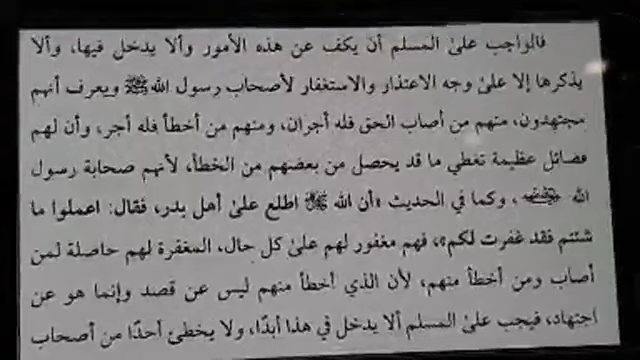 فالواجب علىٰ المسلم أن يكف عن هذه الأمور وألا يدخل فيها، وألا
يذكرها إلا علىٰ وجه الاعتذار والاستغفار لأصحاب رسول الله ﷺ ويعرف أنهم
مجتهدون، منهم من أصاب الحق فله أجران، ومنهم من أخطأ فله أجر، وأن لهم
فضائل عظيمة تغطي ما قد يحصل من بعضهم من الخطأ، لأنهم صحابة رسول
الله ﷺ، وكما في الحديث «أن الله اطلع علىٰ أهل بدر، فقال: اعملوا ما
شئتم فقد غفرت لكم»، فهم مغفور لهم علىٰ كل حال، المغفرة لهم حاصلة لمن
أصاب ومن أخطأ منهم، لأن الذي أخطأ منهم ليس عن قصد وإنما هو عن
اجتهاد، فيجب علىٰ المسلم ألا يدخل في هذا أبدًا، ولا يخطئ أحدًا من أصحاب